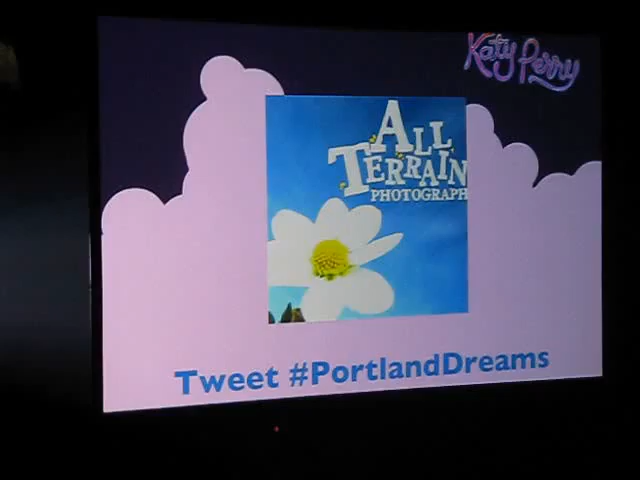 Katy Perry
ALL
TERRAIN
PHOTOGRAPH
Tweet #PortlandDreams